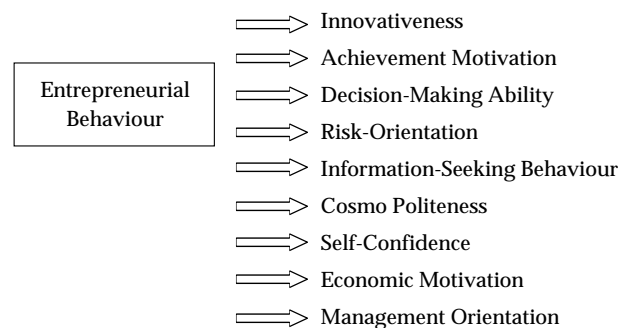 Entrepreneurial
Behaviour
Innovativeness
Achievement Motivation
Decision-Making Ability
Risk-Orientation
Information-Seeking Behaviour
Cosmo Politeness
Self-Confidence
Economic Motivation
Management Orientation